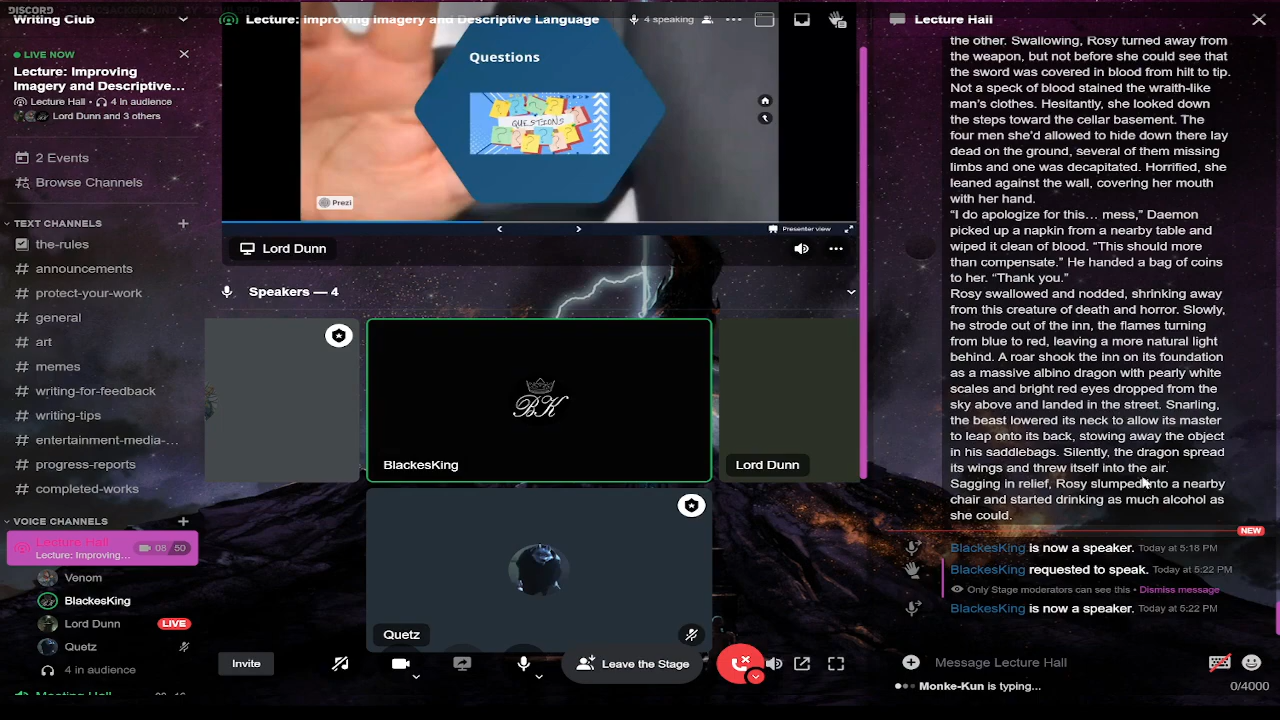 DISCORD
Writing Club
LIVE NOW
Lecture: Improving
Imagery and Descriptive...
Lecture Hall • 4 in audience
Lord Dunn and 3 others
2 Events
Browse Channels
TEXT CHANNELS
the-rules
# announcements
# protect-your-work
# general
# art
# memes
# writing-for-feedback
# writing-tips
# entertainment-media-...
# progress-reports
# completed-works
VOICE CHANNELS
Lecture Hall
Lecture: Improving...
08 50
Venom
BlackesKing
Lord Dunn LIVE
Quetz
4 in audience
Lecture: Improving Imagery and Descriptive Language
4 speaking
Questions
QUESTIONS
Prezi
Presenter view
Lord Dunn
Speakers — 4
BK
BlackesKing
Lord Dunn
Quetz
Invite
Leave the Stage
Lecture Hall
the other. Swallowing, Rosy turned away from
the weapon, but not before she could see that
the sword was covered in blood from hilt to tip.
Not a speck of blood stained the wraith-like
man's clothes. Hesitantly, she looked down
the steps toward the cellar basement. The
four men she'd allowed to hide down there lay
dead on the ground, several of them missing
limbs and one was decapitated. Horrified, she
leaned against the wall, covering her mouth
with her hand.
“I do apologize for this... mess,” Daemon
picked up a napkin from a nearby table and
wiped it clean of blood. “This should more
than compensate.” He handed a bag of coins
to her. “Thank you.”
Rosy swallowed and nodded, shrinking away
from this creature of death and horror. Slowly,
he strode out of the inn, the flames turning
from blue to red, leaving a more natural light
behind. A roar shook the inn on its foundation
as a massive albino dragon with pearly white
scales and bright red eyes dropped from the
sky above and landed in the street. Snarling,
the beast lowered its neck to allow its master
to leap onto its back, stowing away the object
in his saddlebags. Silently, the dragon spread
its wings and threw itself into the air.
Sagging in relief, Rosy slumped into a nearby
chair and started drinking as much alcohol as
she could.
NEW
BlackesKing is now a speaker. Today at 5:18 PM
BlackesKing requested to speak. Today at 5:22 PM
Only Stage moderators can see this • Dismiss message
BlackesKing is now a speaker. Today at 5:22 PM
Message Lecture Hall
Monke-Kun is typing...
0/4000